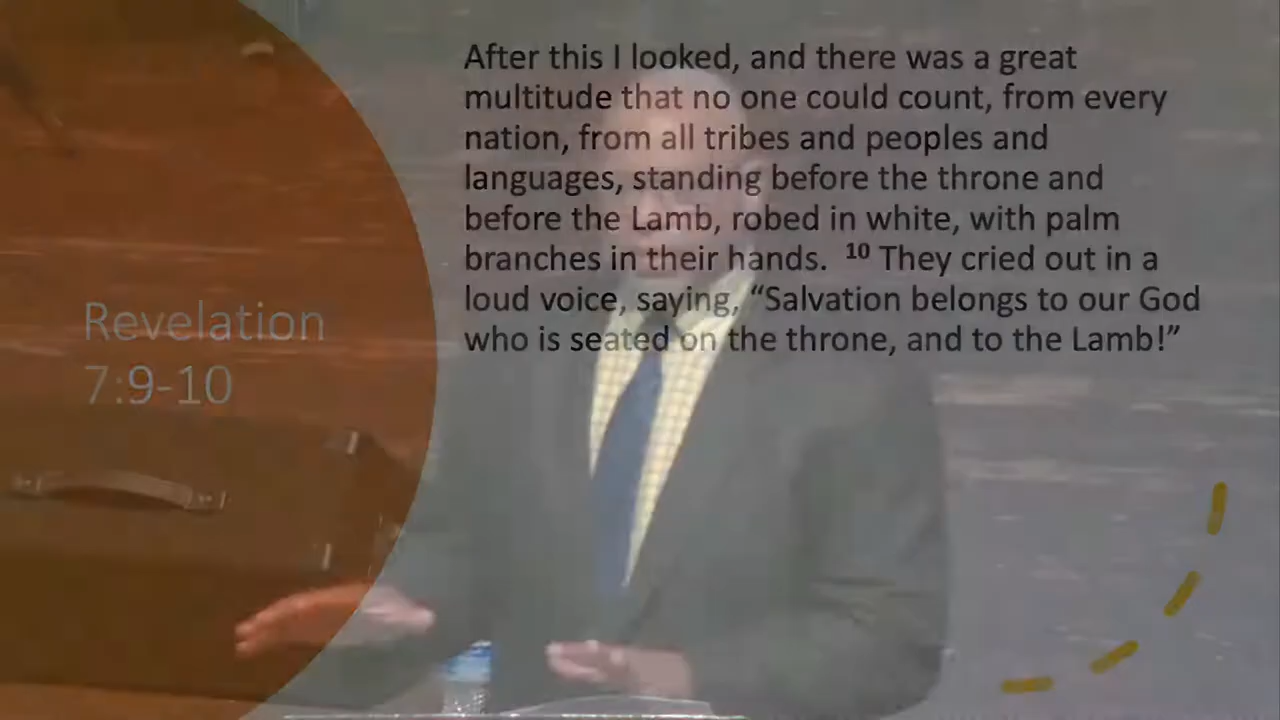 Revelation
7:9-10
After this I looked, and there was a great
multitude that no one could count, from every
nation, from all tribes and peoples and
languages, standing before the throne and
before the Lamb, robed in white, with palm
branches in their hands. ¹⁰ They cried out in a
loud voice, saying, “Salvation belongs to our God
who is seated on the throne, and to the Lamb!”